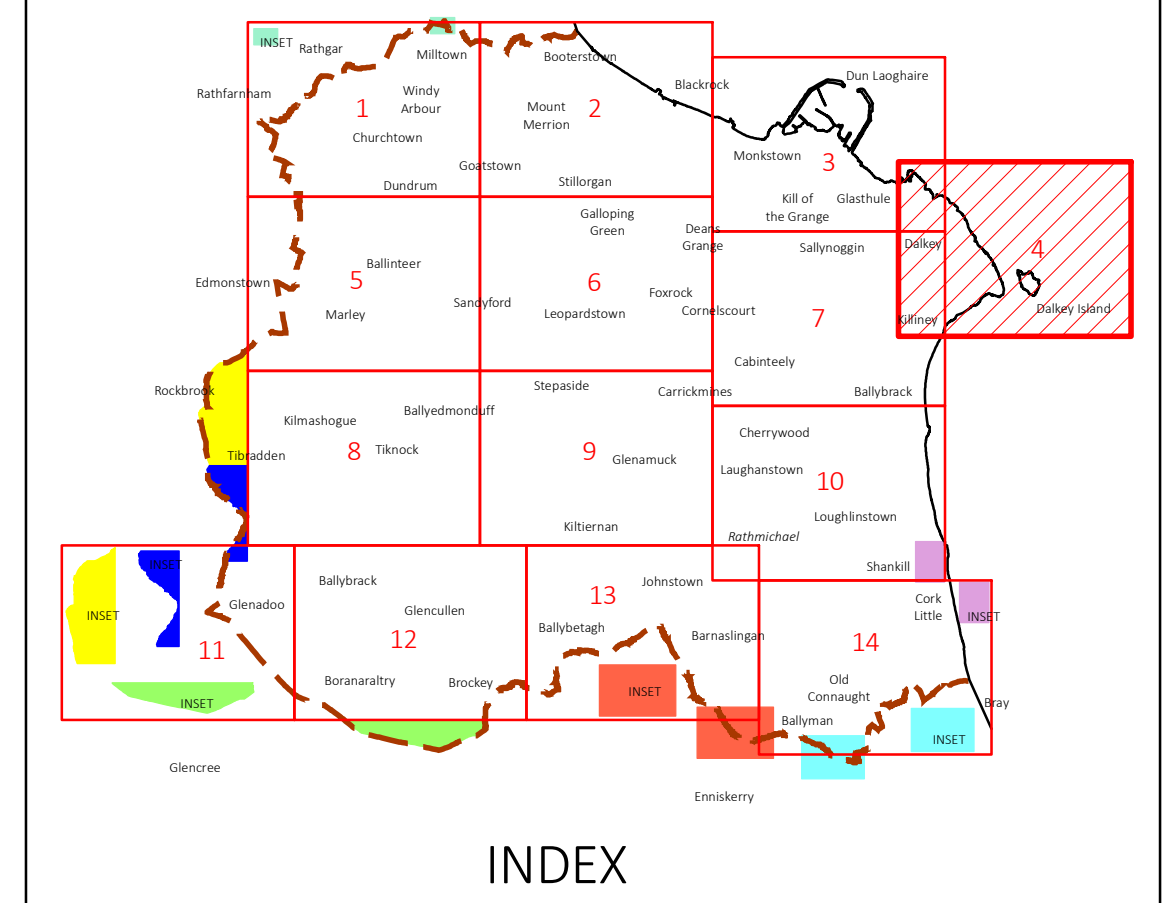 INSET
Rathgar
Milltown
Booterstown
Dun Laoghaire
Blackrock
Rathfarnham
Windy
Arbour
1
Mount
Merrion
2
Churchtown
Goatstown
Monkstown
3
Dundrum
Stillorgan
Kill of
the Grange
Glasthule
Galloping
Green
Deans
Grange
Sallynoggin
Dalkey
4
Ballinteer
Edmonstown
5
6
Foxrock
Sandyford
Marley
Leopardstown
Cornelscourt
7
Killiney
Dalkey Island
Cabinteely
Rockbrook
Stepaside
Carrickmines
Ballybrack
Ballyedmonduff
Kilmashogue
Cherrywood
Tibradden
8
Tiknock
9
Glenamuck
Laughanstown
10
Loughlinstown
Kiltiernan
Rathmichael
INSET
Shankill
Ballybrack
Johnstown
INSET
Glenadoo
Glencullen
13
Cork
Little
INSET
11
12
Ballybetagh
Barnaslingan
14
Boranaraltry
Brockey
INSET
Old
Connaught
INSET
Bray
Ballyman
INSET
Glencree
Enniskerry
INDEX